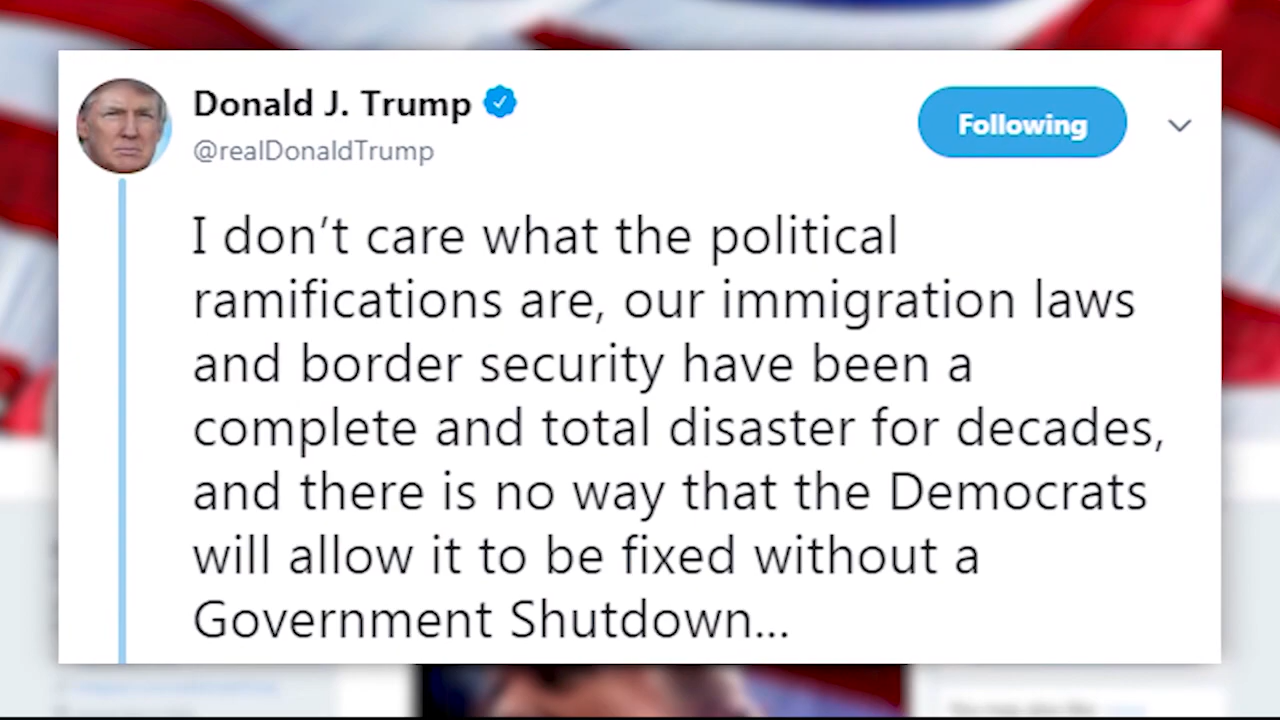 Donald J. Trump
@realDonaldTrump
Following
I don't care what the political
ramifications are, our immigration laws
and border security have been a
complete and total disaster for decades,
and there is no way that the Democrats
will allow it to be fixed without a
Government Shutdown...